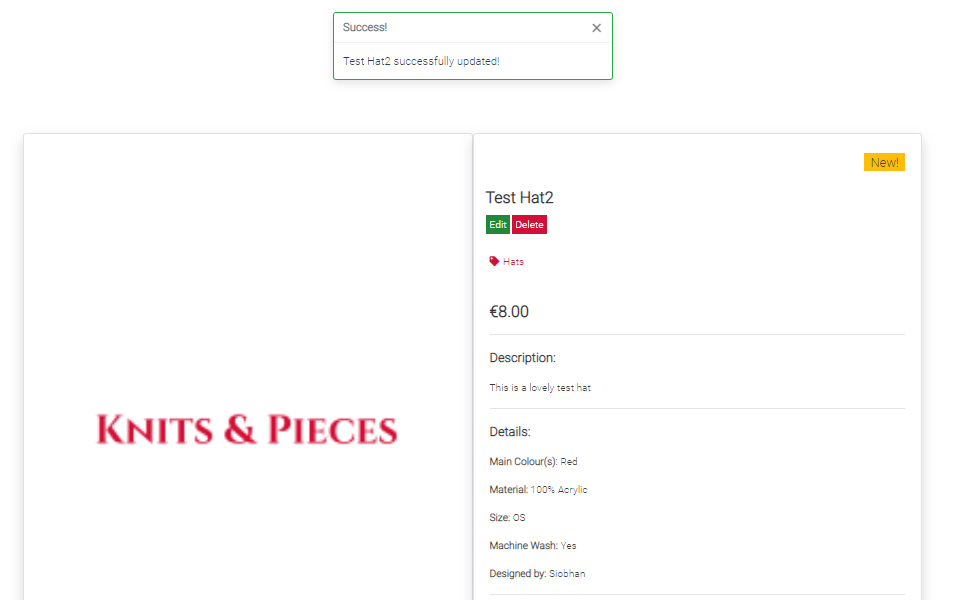 Success! ×
Test Hat2 successfully updated!
New!
Test Hat2
Edit Delete
Hats
€8.00
Description:
This is a lovely test hat
KNITS & PIECES
Details:
Main Colour(s): Red
Material: 100% Acrylic
Size: OS
Machine Wash: Yes
Designed by: Siobhan